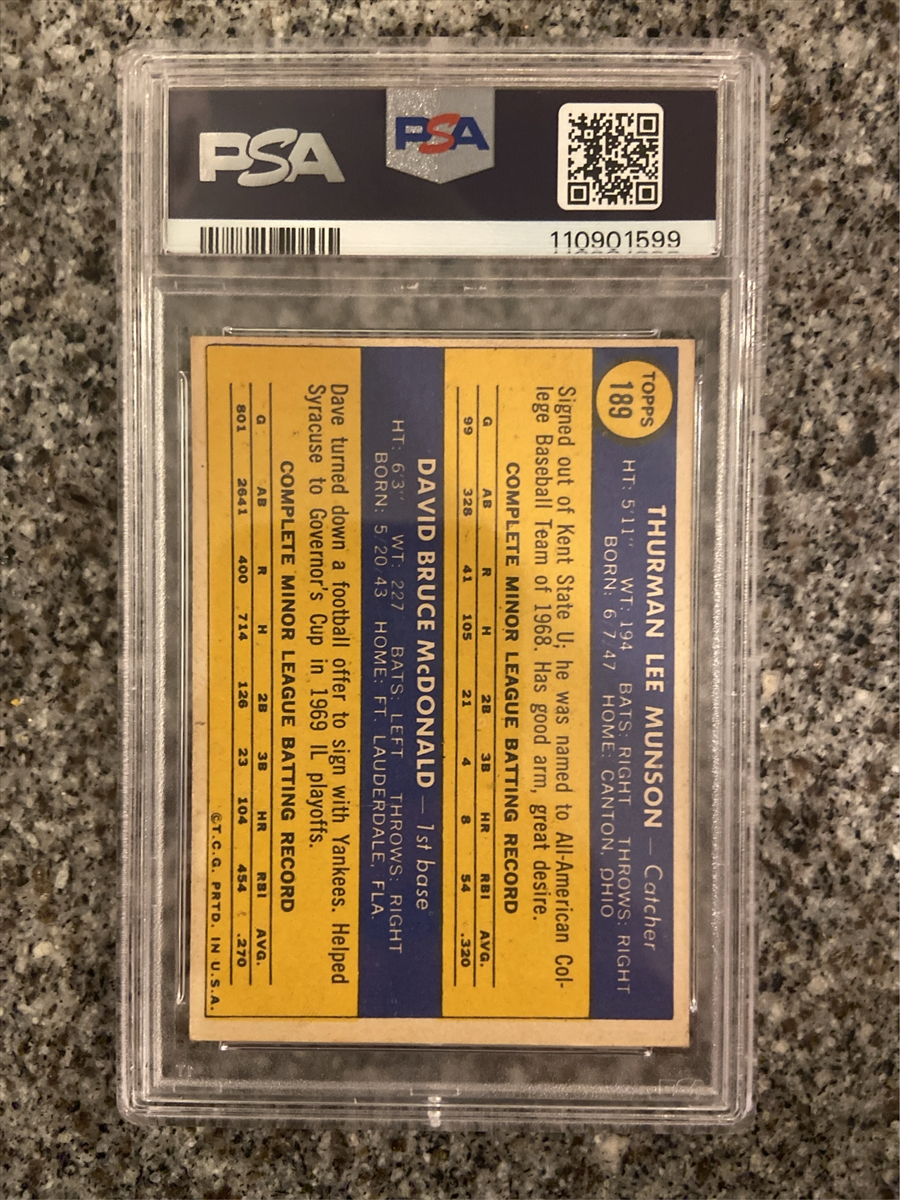 PSA
PSA
110901599
TOPPS
189
THURMAN LEE MUNSON — Catcher
HT: 5'11" WT: 194 BATS: RIGHT THROWS: RIGHT
BORN: 6 7 47 HOME: CANTON, OHIO
Signed out of Kent State U; he was named to All-American Col-
lege Baseball Team of 1968. Has good arm, great desire.
COMPLETE MINOR LEAGUE BATTING RECORD
G AB R H 2B 3B HR RBI AVG.
99 328 41 105 21 4 8 54 .320
DAVID BRUCE McDONALD — 1st base
HT: 6'3" WT: 227 BATS: LEFT THROWS: RIGHT
BORN: 5/20 43 HOME: FT. LAUDERDALE, FLA.
Dave turned down a football offer to sign with Yankees. Helped
Syracuse to Governor's Cup in 1969 IL playoffs.
COMPLETE MINOR LEAGUE BATTING RECORD
G AB R H 2B 3B HR RBI AVG.
801 2641 400 714 126 23 104 454 .270
©T.C.G. PRTD. IN U.S.A.